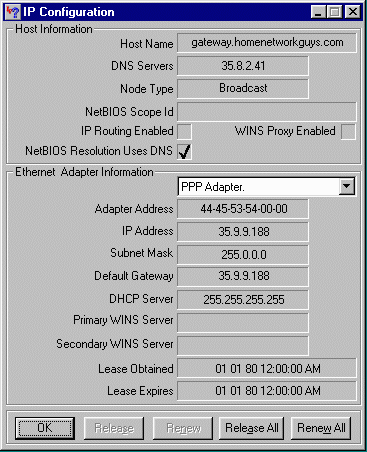 IP Configuration
Host Information
Host Name gateway.homenetworkguys.com
DNS Servers 35.8.2.41
Node Type Broadcast
NetBIOS Scope Id
IP Routing Enabled WINS Proxy Enabled
NetBIOS Resolution Uses DNS
Ethernet Adapter Information
PPP Adapter.
Adapter Address 44-45-53-54-00-00
IP Address 35.9.9.188
Subnet Mask 255.0.0.0
Default Gateway 35.9.9.188
DHCP Server 255.255.255.255
Primary WINS Server
Secondary WINS Server
Lease Obtained 01 01 80 12:00:00 AM
Lease Expires 01 01 80 12:00:00 AM
OK Release Renew Release All Renew All